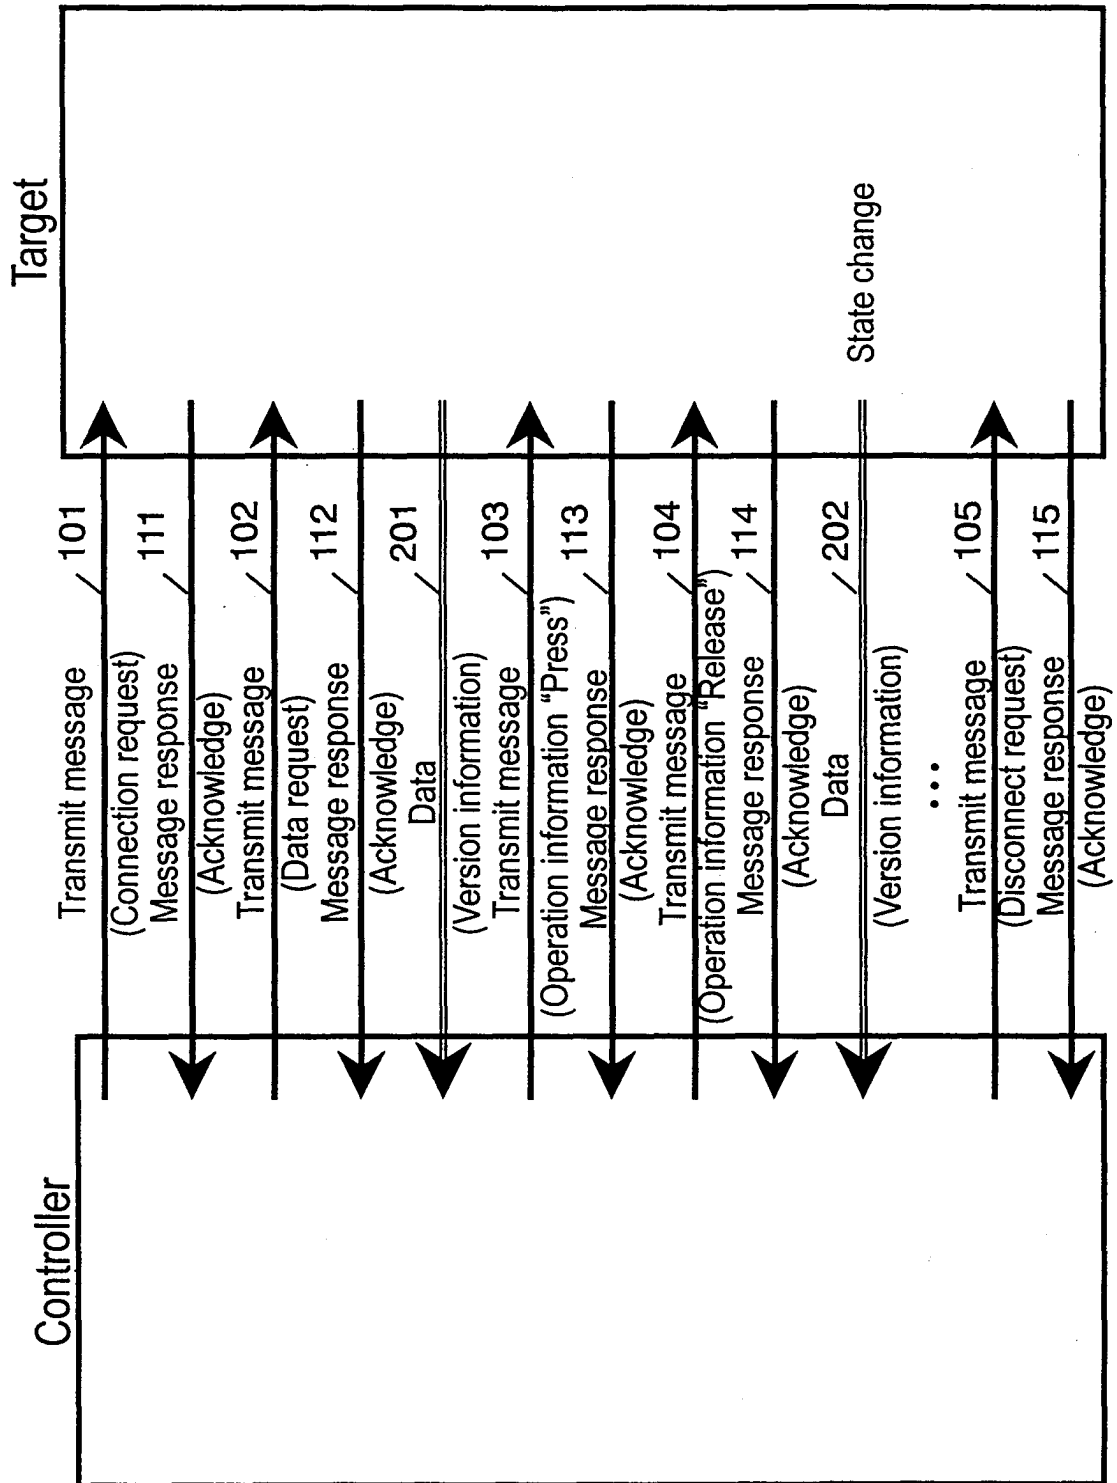 Controller
Target
Transmit message
101
(Connection request)
Message response
111
(Acknowledge)
Transmit message
102
(Data request)
Message response
112
(Acknowledge)
Data
201
(Version information)
Transmit message
103
(Operation information "Press")
Message response
113
(Acknowledge)
Transmit message
104
(Operation information "Release")
Message response
114
(Acknowledge)
Data
202
State change
(Version information)
...
Transmit message
105
(Disconnect request)
Message response
115
(Acknowledge)